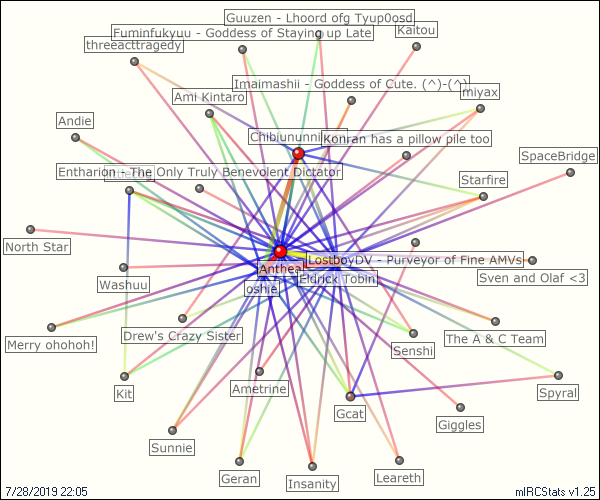 Guuzen - Lhoord ofg Tyup0osd
Fuminfukyuu - Goddess of Staying up Late
Kaitou
threeacttragedy
Imaimashii - Goddess of Cute. (^)-(^)
miyax
Ami Kintaro
Andie
Konran has a pillow pile too
SpaceBridge
Entharion - The Only Truly Benevolent Dictator
Starfire
North Star
LostboyDV - Purveyor of Fine AMVs
Anthea
Eldrick Tobin
Sven and Olaf <3
Washuu
oshie
Merry ohohoh!
Drew's Crazy Sister
Senshi
The A & C Team
Kit
Ametrine
Gcat
Spyral
Giggles
Sunnie
Geran
Insanity
Leareth
7/28/2019 22:05
mIRCStats v1.25